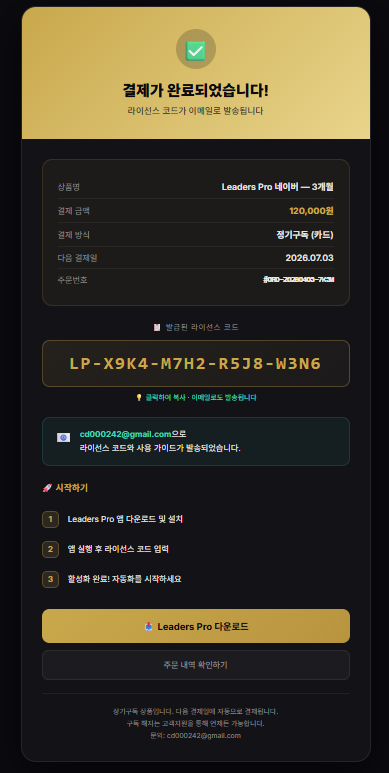 결제가 완료되었습니다!
라이선스 코드가 이메일로 발송됩니다
상품명 Leaders Pro 네이버 — 3개월
결제 금액 120,000원
결제 방식 정기구독 (카드)
다음 결제일 2026.07.03
주문번호
발급된 라이선스 코드
LP-X9K4-M7H2-R5J8-W3N6
클릭하여 복사 · 이메일로도 발송됩니다
cd000242@gmail.com으로
라이선스 코드와 사용 가이드가 발송되었습니다.
시작하기
1 Leaders Pro 앱 다운로드 및 설치
2 앱 실행 후 라이선스 코드 입력
3 활성화 완료! 자동화를 시작하세요
Leaders Pro 다운로드
주문 내역 확인하기
정기구독 상품입니다. 다음 결제일에 자동으로 결제됩니다.
구독 해지는 고객지원을 통해 언제든 가능합니다.
문의: cd000242@gmail.com